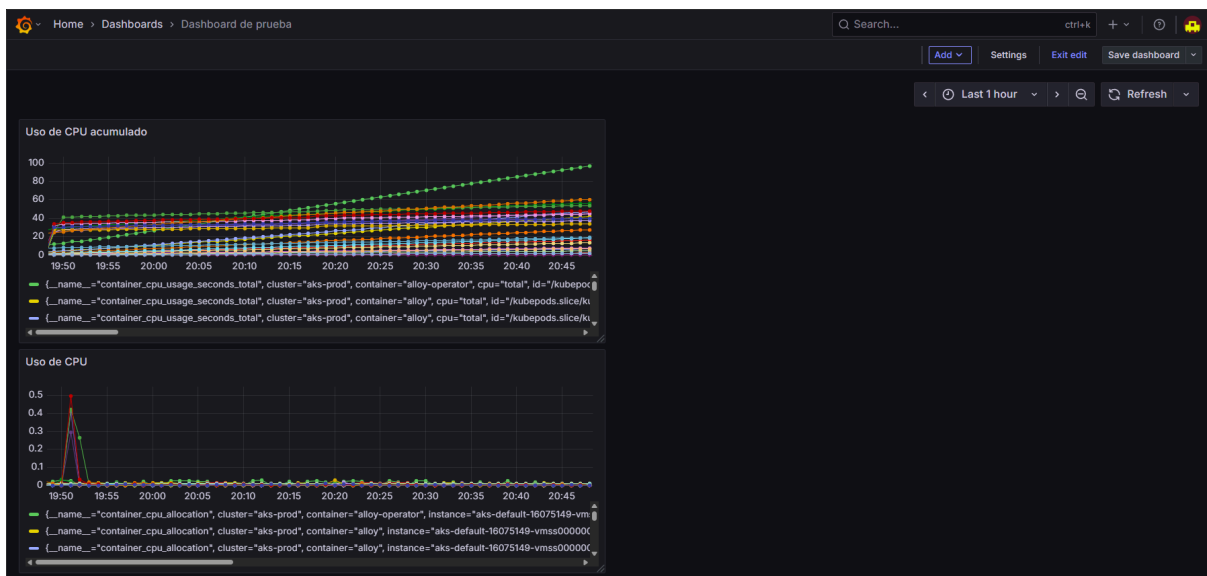 Home › Dashboards › Dashboard de prueba
Search... ctrl+k
Add Settings Exit edit Save dashboard
Last 1 hour Refresh
Uso de CPU acumulado
100
80
60
40
20
0
19:50 19:55 20:00 20:05 20:10 20:15 20:20 20:25 20:30 20:35 20:40 20:45
{__name__="container_cpu_usage_seconds_total", cluster="aks-prod", container="alloy-operator", cpu="total", id="/kubepod
{__name__="container_cpu_usage_seconds_total", cluster="aks-prod", container="alloy", cpu="total", id="/kubepods.slice/ku
{__name__="container_cpu_usage_seconds_total", cluster="aks-prod", container="alloy", cpu="total", id="/kubepods.slice/ku
Uso de CPU
0.5
0.4
0.3
0.2
0.1
0
19:50 19:55 20:00 20:05 20:10 20:15 20:20 20:25 20:30 20:35 20:40 20:45
{__name__="container_cpu_allocation", cluster="aks-prod", container="alloy-operator", instance="aks-default-16075149-vm
{__name__="container_cpu_allocation", cluster="aks-prod", container="alloy", instance="aks-default-16075149-vmss000000
{__name__="container_cpu_allocation", cluster="aks-prod", container="alloy", instance="aks-default-16075149-vmss000000